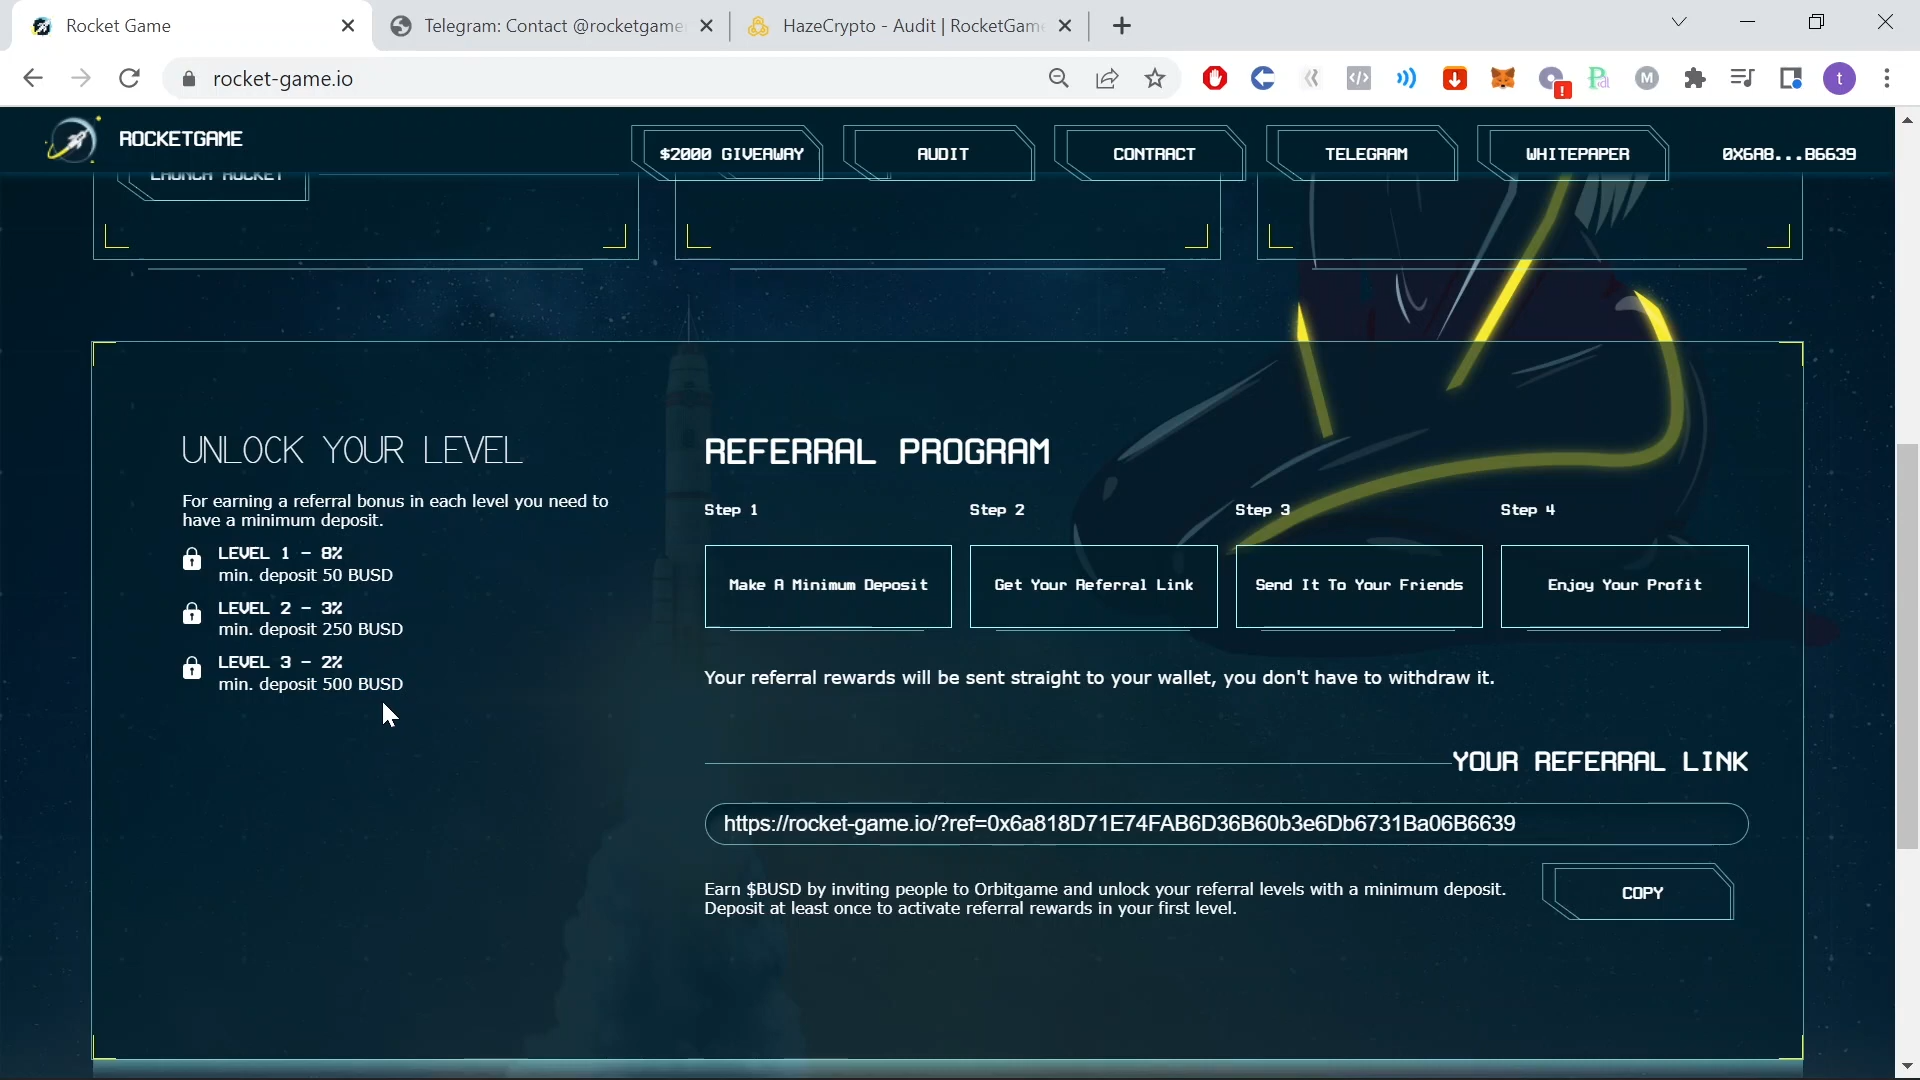 Rocket Game
Telegram: Contact @rocketgame
HazeCrypto - Audit | RocketGam
rocket-game.io
t
ROCKETGAME
$2000 GIVEAWAY
AUDIT
CONTRACT
TELEGRAM
WHITEPAPER
0X6A8...B6639
LAUNCH ROCKET
UNLOCK YOUR LEVEL
For earning a referral bonus in each level you need to
have a minimum deposit.
LEVEL 1 - 8%
min. deposit 50 BUSD
LEVEL 2 - 3%
min. deposit 250 BUSD
LEVEL 3 - 2%
min. deposit 500 BUSD
REFERRAL PROGRAM
Step 1
Step 2
Step 3
Step 4
Make A Minimum Deposit
Get Your Referral Link
Send It To Your Friends
Enjoy Your Profit
Your referral rewards will be sent straight to your wallet, you don't have to withdraw it.
YOUR REFERRAL LINK
https://rocket-game.io/?ref=0x6a818D71E74FAB6D36B60b3e6Db6731Ba06B6639
Earn $BUSD by inviting people to Orbitgame and unlock your referral levels with a minimum deposit.
Deposit at least once to activate referral rewards in your first level.
COPY